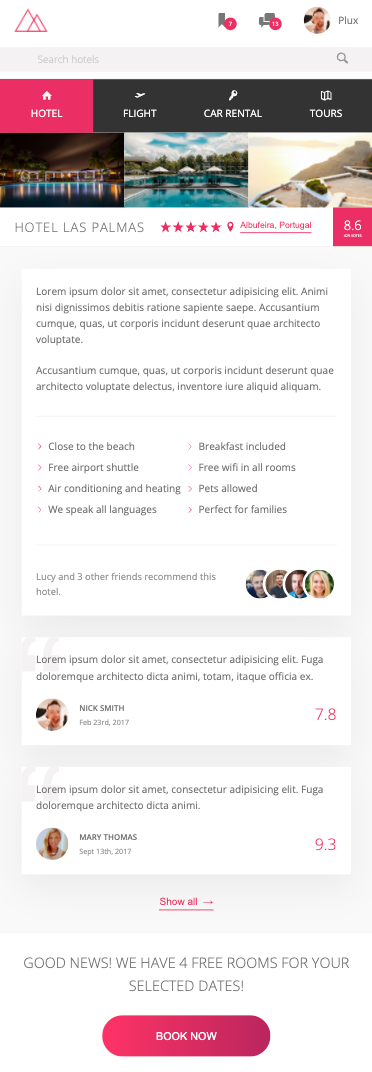 7
13
Plux
Search hotels
HOTEL
FLIGHT
CAR RENTAL
TOURS
HOTEL LAS PALMAS
Albufeira, Portugal
8.6
Lorem ipsum dolor sit amet, consectetur adipisicing elit. Animi
nisi dignissimos debitis ratione sapiente saepe. Accusantium
cumque, quas, ut corporis incidunt deserunt quae architecto
voluptate.
Accusantium cumque, quas, ut corporis incidunt deserunt quae
architecto voluptate delectus, inventore iure aliquid aliquam.
Close to the beach
Breakfast included
Free airport shuttle
Free wifi in all rooms
Air conditioning and heating
Pets allowed
We speak all languages
Perfect for families
Lucy and 3 other friends recommend this
hotel.
“
Lorem ipsum dolor sit amet, consectetur adipisicing elit. Fuga
doloremque architecto dicta animi, totam, itaque officia ex.
NICK SMITH
Feb 23rd, 2017
7.8
“
Lorem ipsum dolor sit amet, consectetur adipisicing elit. Fuga
doloremque architecto dicta animi.
MARY THOMAS
Sept 13th, 2017
9.3
Show all →
GOOD NEWS! WE HAVE 4 FREE ROOMS FOR YOUR
SELECTED DATES!
BOOK NOW